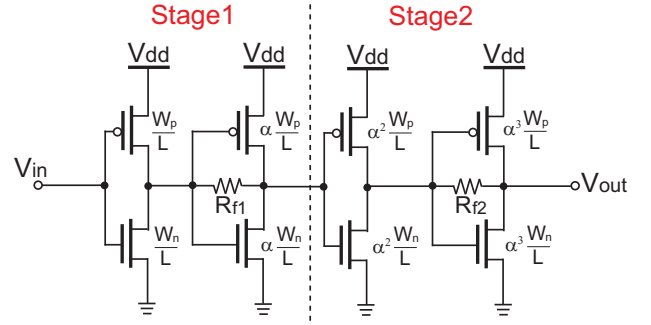 Stage1
Stage2
Vdd
Vdd
Vdd
Vdd
Wp
L
α Wp
L
α² Wp
L
α³ Wp
L
Vin
Rf1
Rf2
Vout
Wn
L
α Wn
L
α² Wn
L
α³ Wn
L